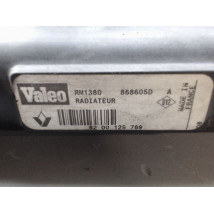 Valeo RM1380 868605D A
RADIATEUR
MADE IN
FRANCE
82 00 125 788